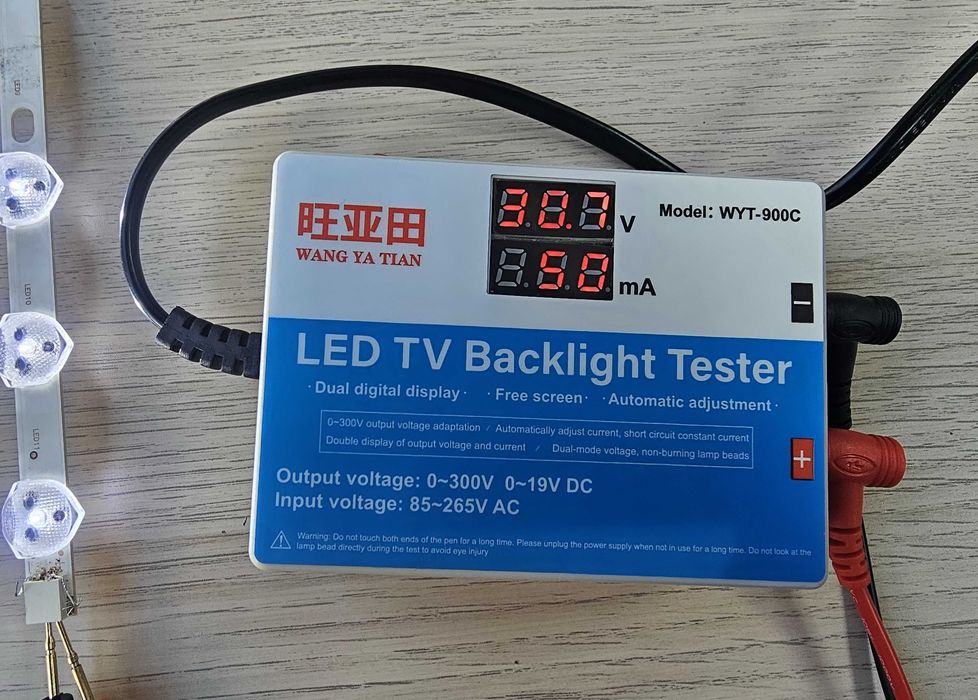 LED9
LED10
LED11
旺亚田
WANG YA TIAN
30.7 V
50 mA
Model: WYT-900C
−
LED TV Backlight Tester
·Dual digital display· ·Free screen· ·Automatic adjustment·
0~300V output voltage adaptation / Automatically adjust current, short circuit constant current
Double display of output voltage and current / Dual-mode voltage, non-burning lamp beads
+
Output voltage: 0~300V 0~19V DC
Input voltage: 85~265V AC
Warning: Do not touch both ends of the pen for a long time. Please unplug the power supply when not in use for a long time. Do not look at the
lamp bead directly during the test to avoid eye injury